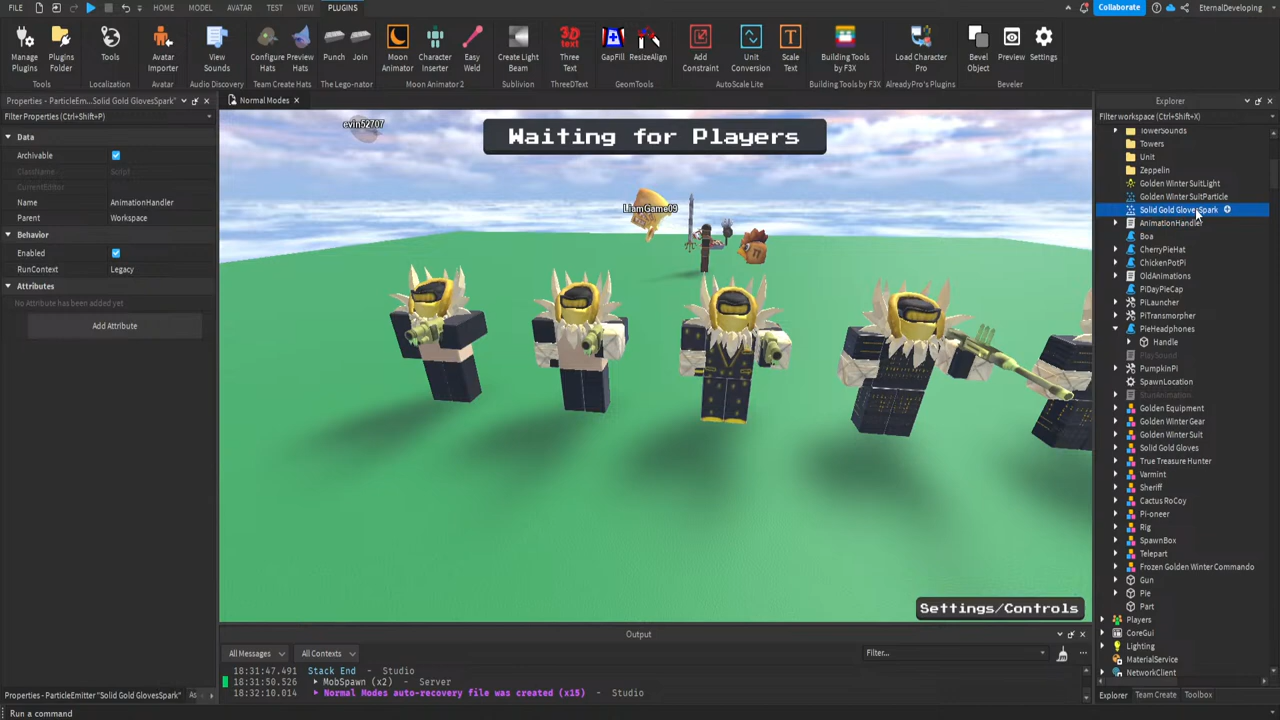 FILE
HOME
MODEL
AVATAR
TEST
VIEW
PLUGINS
Collaborate
EternalDeveloping
Manage Plugins
Plugins Folder
Tools
Avatar Importer
View Sounds
Configure Hats
Preview Hats
Punch
Join
Moon Animator
Character Inserter
Easy Weld
Create Light Beam
3D TEXT
Three Text
GapFill
ResizeAlign
Add Constraint
Unit Conversion
Scale Text
Building Tools by F3X
Load Character Pro
Bevel Object
Preview
Settings
Tools
Localization
Avatar
Audio Discovery
Team Create Hats
The Lego-nator
Moon Animator 2
Sublivion
ThreeDText
GeomTools
AutoScale Lite
Building Tools by F3X
AlreadyPro's Plugins
Beveler
Properties - ParticleEm...Solid Gold GlovesSpark"
Filter Properties (Ctrl+Shift+P)
Data
Archivable
ClassName Script
CurrentEditor
Name AnimationHandler
Parent Workspace
Behavior
Enabled
RunContext Legacy
Attributes
No Attribute has been added yet
Add Attribute
Properties - ParticleEmitter "Solid Gold GlovesSpark"
As
Run a command
Normal Modes
evin52707
Waiting for Players
LiamGame09
Settings/Controls
Output
All Messages
All Contexts
Filter...
18:31:47.491 Stack End - Studio
18:31:50.526 MobSpawn (x2) - Server
18:32:10.014 Normal Modes auto-recovery file was created (x15) - Studio
Explorer
Filter workspace (Ctrl+Shift+X)
TowerSounds
Towers
Unit
Zeppelin
Golden Winter SuitLight
Golden Winter SuitParticle
Solid Gold GlovesSpark
AnimationHandler
Boa
CherryPieHat
ChickenPotPi
OldAnimations
PiDayPieCap
PiLauncher
PiTransmorpher
PieHeadphones
Handle
PlaySound
PumpkinPi
SpawnLocation
StunAnimation
Golden Equipment
Golden Winter Gear
Golden Winter Suit
Solid Gold Gloves
True Treasure Hunter
Varmint
Sheriff
Cactus RoCoy
Pi-oneer
Rig
SpawnBox
Telepart
Frozen Golden Winter Commando
Gun
Pie
Part
Players
CoreGui
Lighting
MaterialService
NetworkClient
Explorer
Team Create
Toolbox